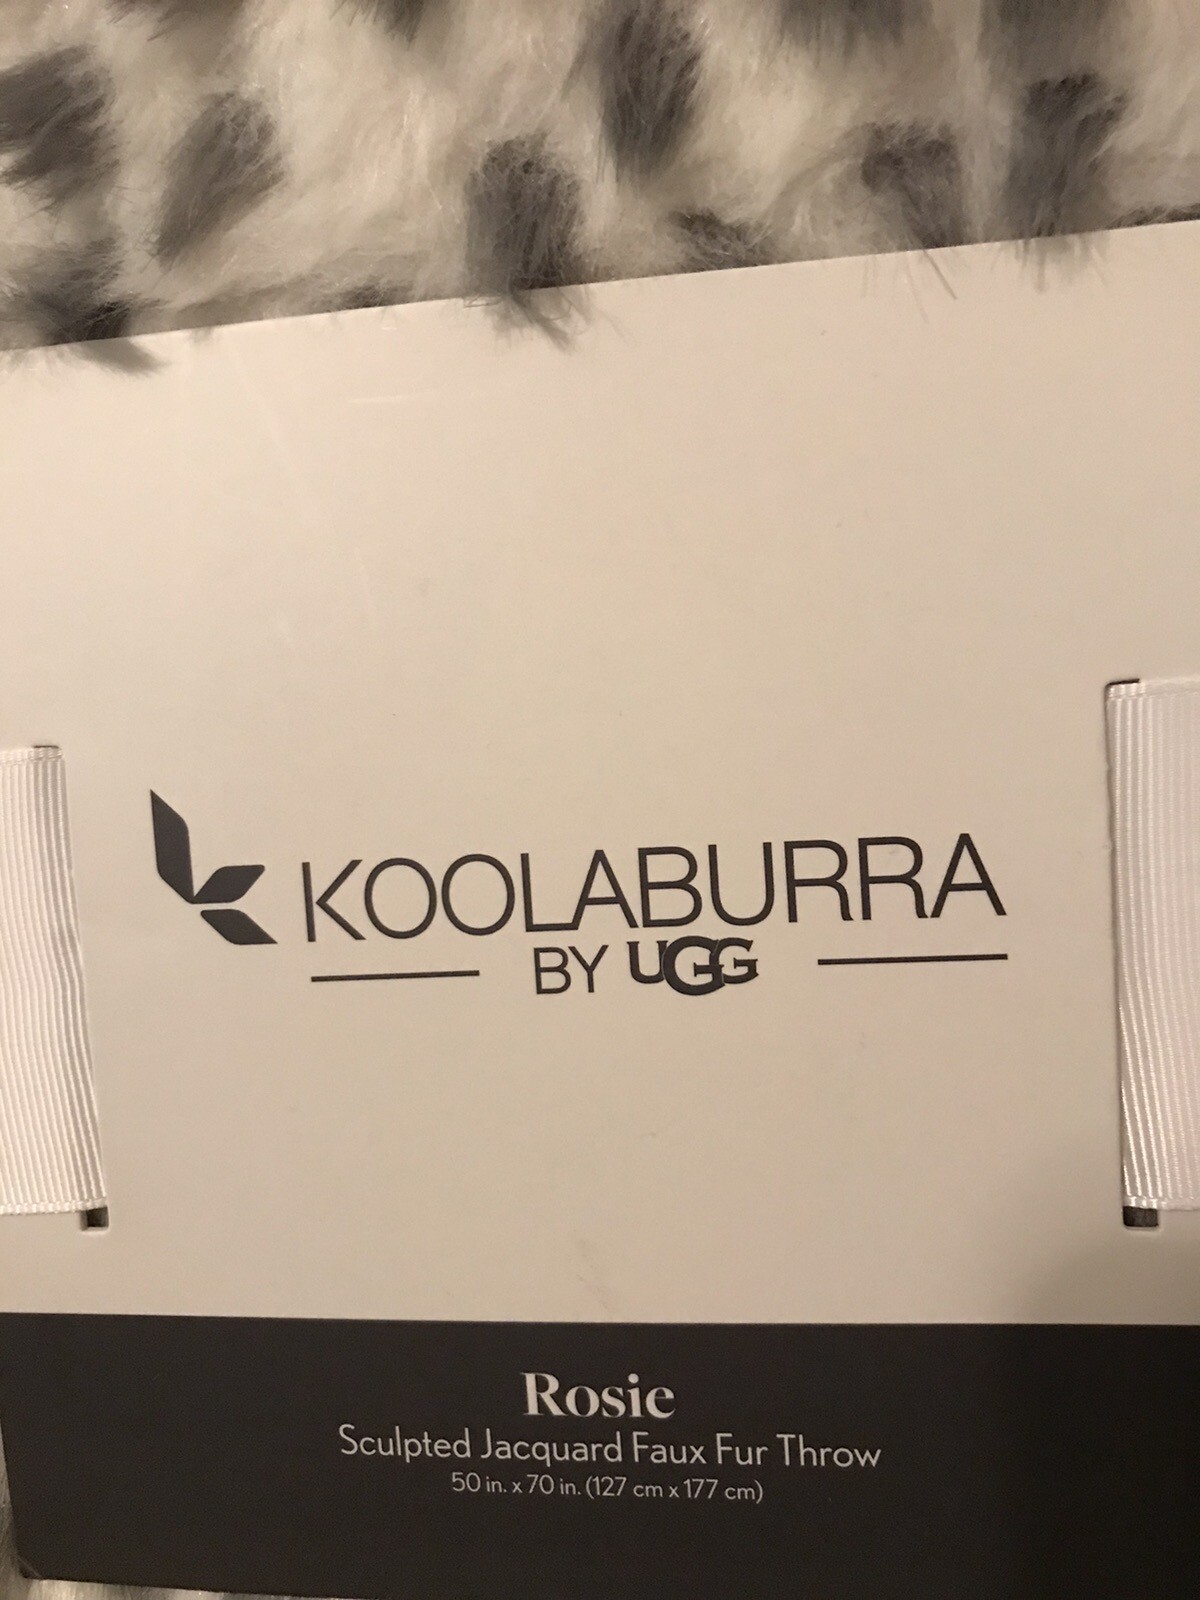 KOOLABURRA
BY UGG
Rosie
Sculpted Jacquard Faux Fur Throw
50 in. x 70 in. (127 cm x 177 cm)